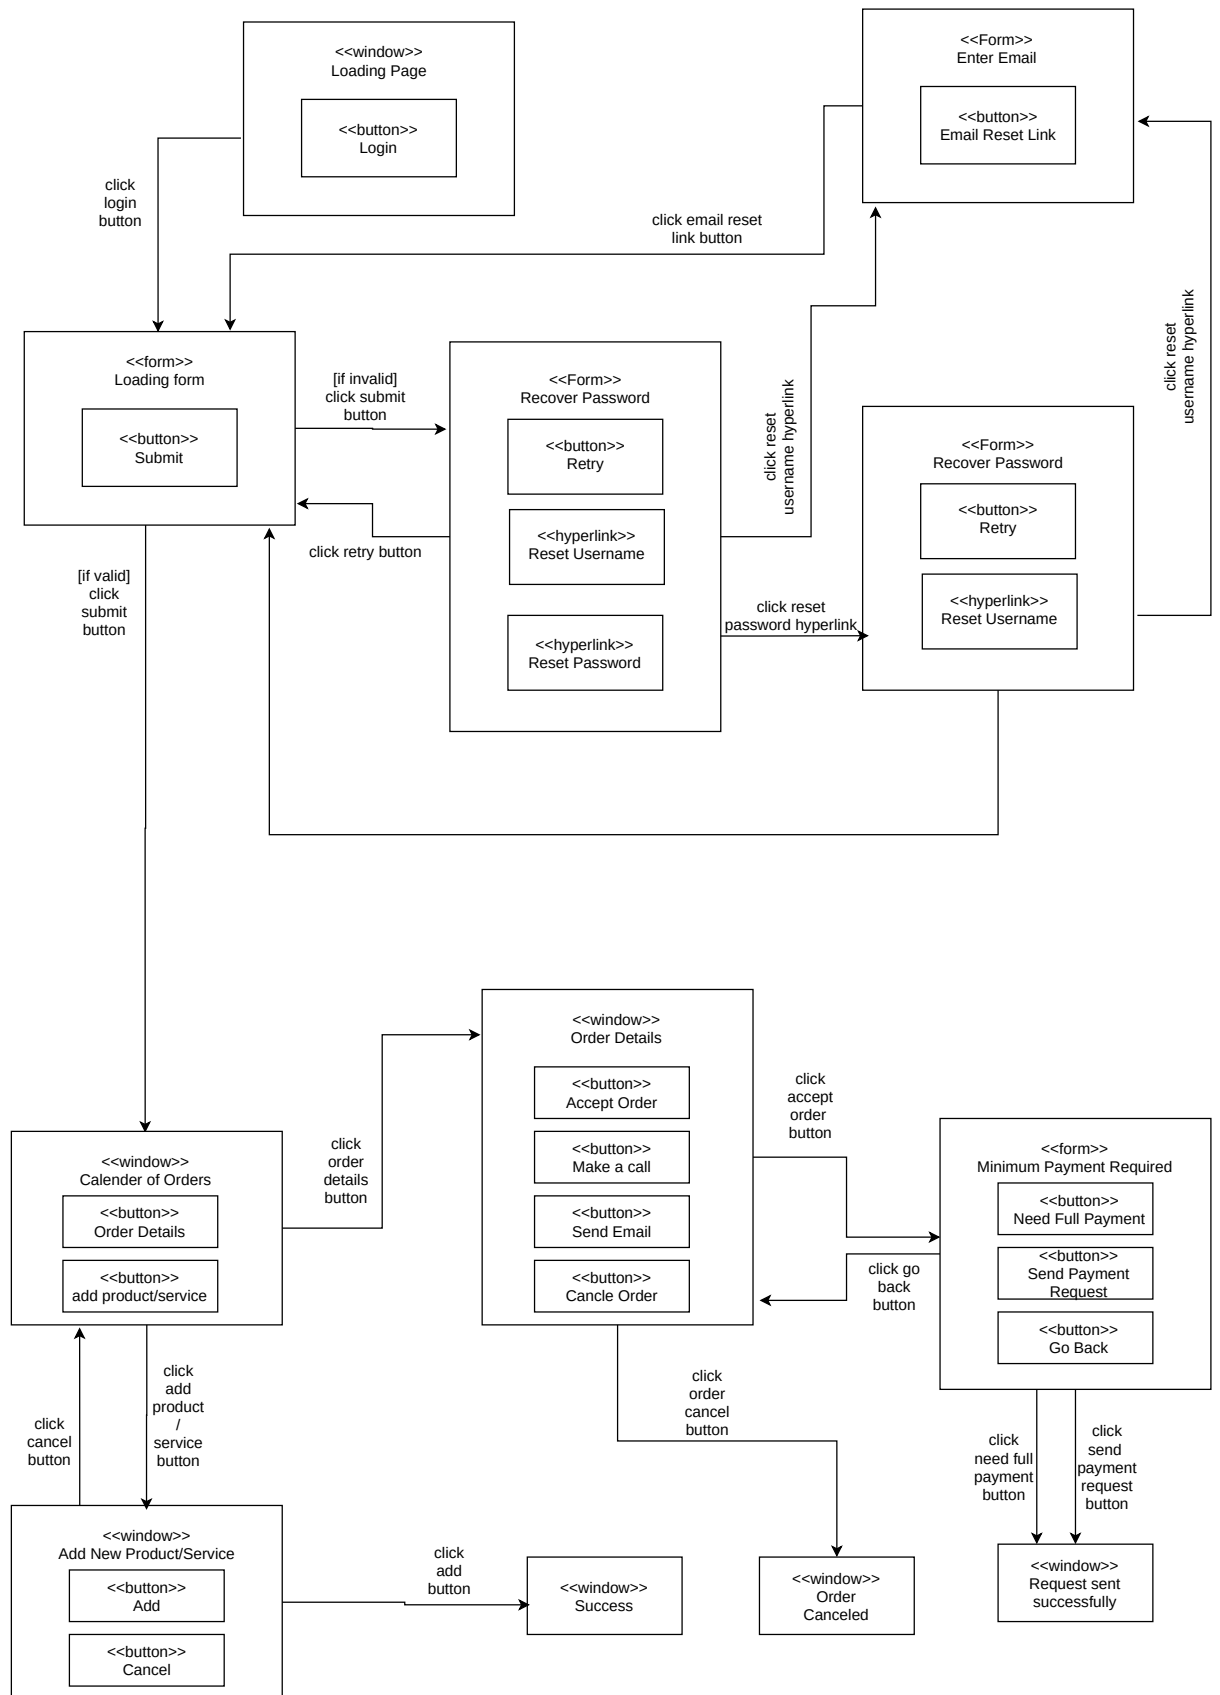 <<window>>
Loading Page
<<button>>
Login
<<Form>>
Enter Email
<<button>>
Email Reset Link
click
login
button
click email reset
link button
<<form>>
Loading form
<<button>>
Submit
[if invalid]
click submit
button
click retry button
<<Form>>
Recover Password
<<button>>
Retry
<<hyperlink>>
Reset Username
<<hyperlink>>
Reset Password
click reset
username hyperlink
click reset
password hyperlink
<<Form>>
Recover Password
<<button>>
Retry
<<hyperlink>>
Reset Username
click reset
username hyperlink
[if valid]
click
submit
button
<<window>>
Calender of Orders
<<button>>
Order Details
<<button>>
add product/service
click
order
details
button
<<window>>
Order Details
<<button>>
Accept Order
<<button>>
Make a call
<<button>>
Send Email
<<button>>
Cancle Order
click
accept
order
button
click go
back
button
<<form>>
Minimum Payment Required
<<button>>
Need Full Payment
<<button>>
Send Payment
Request
<<button>>
Go Back
click
cancel
button
click
add
product
/
service
button
click
order
cancel
button
click
need full
payment
button
click
send
payment
request
button
<<window>>
Add New Product/Service
<<button>>
Add
<<button>>
Cancel
click
add
button
<<window>>
Success
<<window>>
Order
Canceled
<<window>>
Request sent
successfully